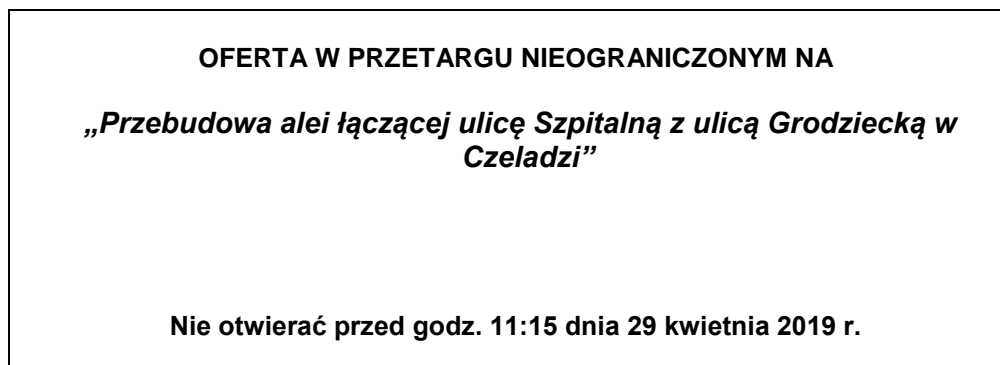 OFERTA W PRZETARGU NIEOGRANICZONYM NA
„Przebudowa alei łączącej ulicę Szpitalną z ulicą Grodziecką w
Czeladzi”
Nie otwierać przed godz. 11:15 dnia 29 kwietnia 2019 r.